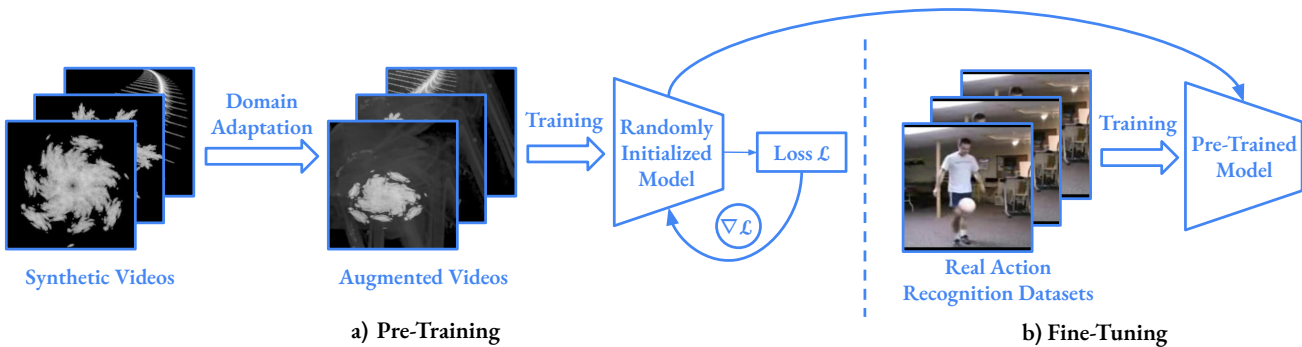 Domain
Adaptation
Training
Randomly
Initialized
Model
Loss ℒ
∇ℒ
Training
Pre-Trained
Model
Synthetic Videos
Augmented Videos
Real Action
Recognition Datasets
a) Pre-Training
b) Fine-Tuning